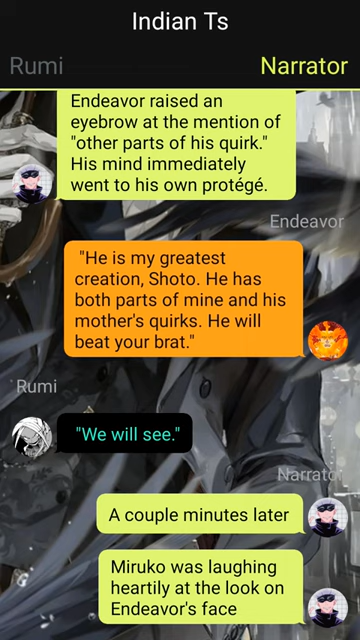 Indian Ts
Rumi
Narrator
Endeavor raised an
eyebrow at the mention of
"other parts of his quirk."
His mind immediately
went to his own protégé.
Endeavor
"He is my greatest
creation, Shoto. He has
both parts of mine and his
mother's quirks. He will
beat your brat."
Rumi
"We will see."
Narrator
A couple minutes later
Miruko was laughing
heartily at the look on
Endeavor's face